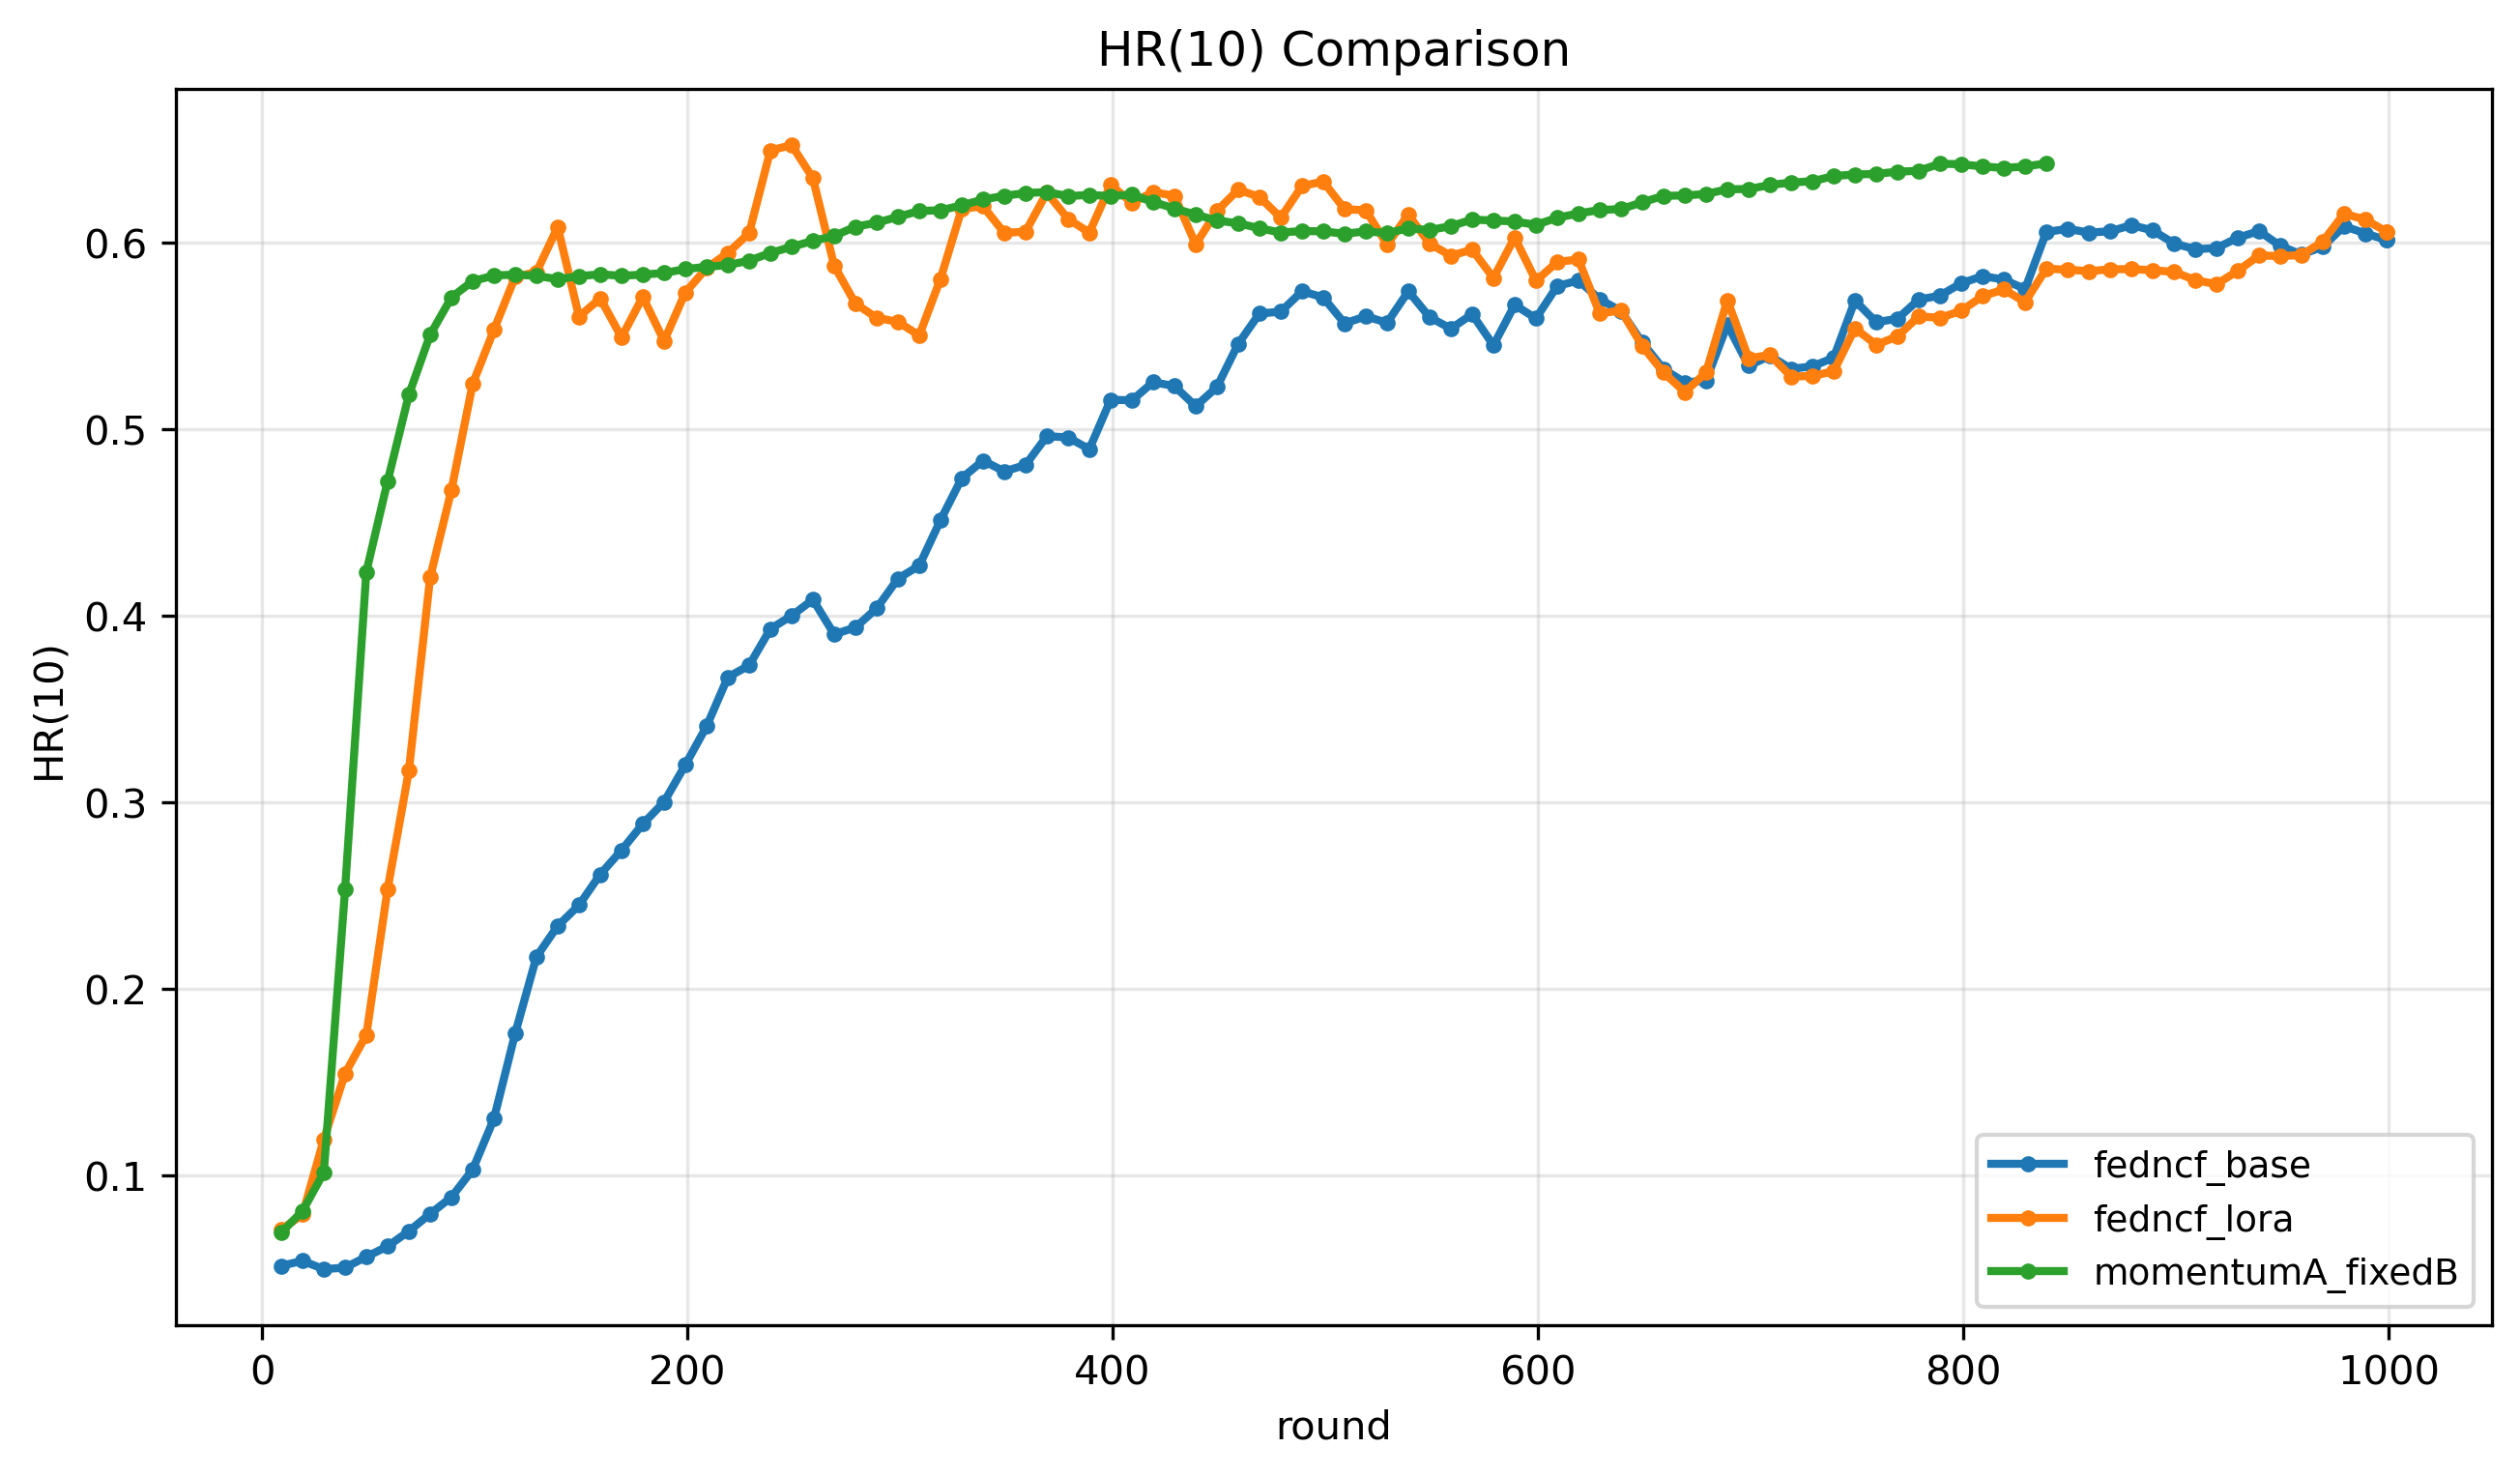 HR(10) Comparison
HR(10)
0.6
0.5
0.4
0.3
0.2
0.1
0
200
400
600
800
1000
round
fedncf_base
fedncf_lora
momentumA_fixedB